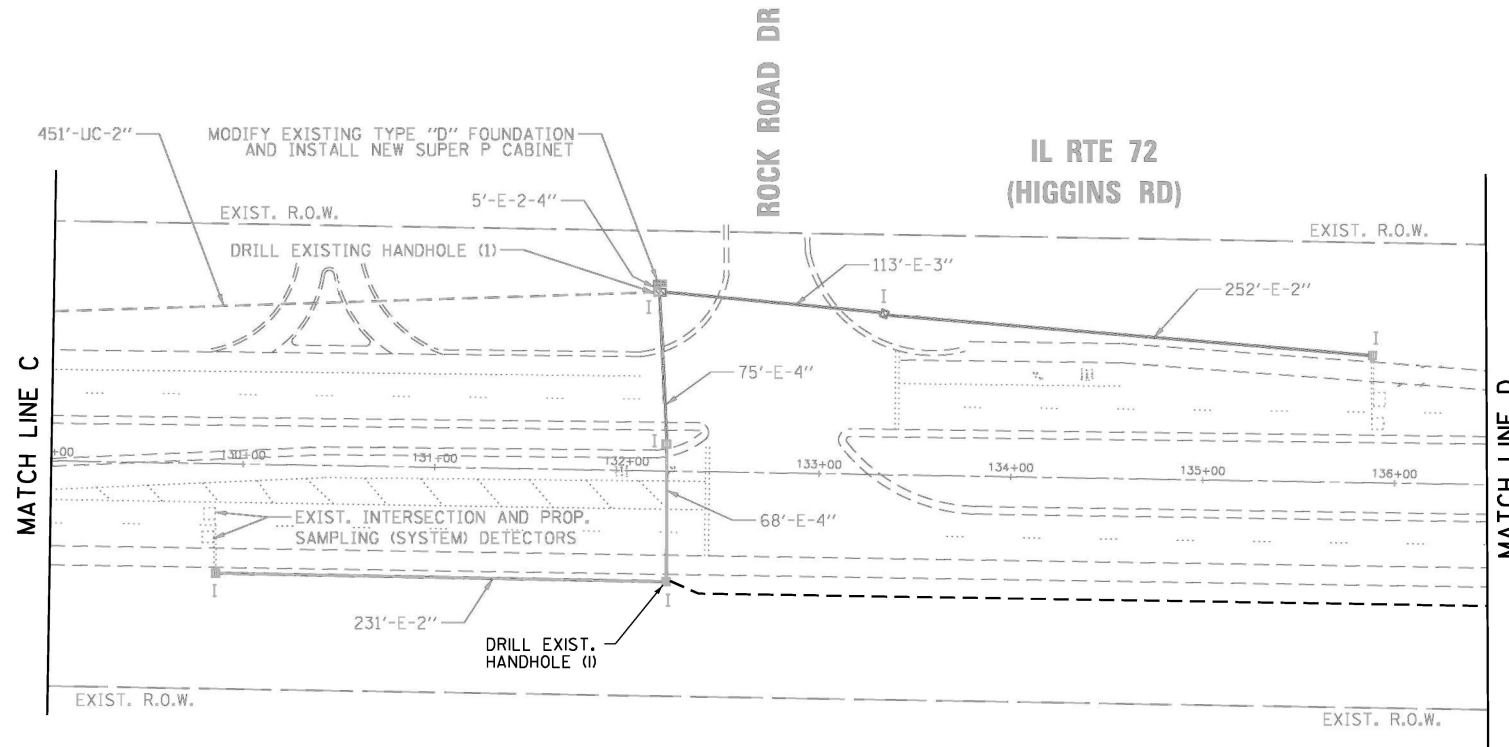 ROCK ROAD DR
451'-UC-2"
MODIFY EXISTING TYPE "D" FOUNDATION
AND INSTALL NEW SUPER P CABINET
IL RTE 72
(HIGGINS RD)
5'-E-2-4"
EXIST. R.O.W.
EXIST. R.O.W.
DRILL EXISTING HANDHOLE (1)
113'-E-3"
252'-E-2"
I
I
I
MATCH LINE C
75'-E-4"
MATCH LINE D
I
+00
130+00
131+00
132+00
133+00
134+00
135+00
136+00
EXIST. INTERSECTION AND PROP.
SAMPLING (SYSTEM) DETECTORS
68'-E-4"
I
I
231'-E-2"
DRILL EXIST.
HANDHOLE (1)
EXIST. R.O.W.
EXIST. R.O.W.